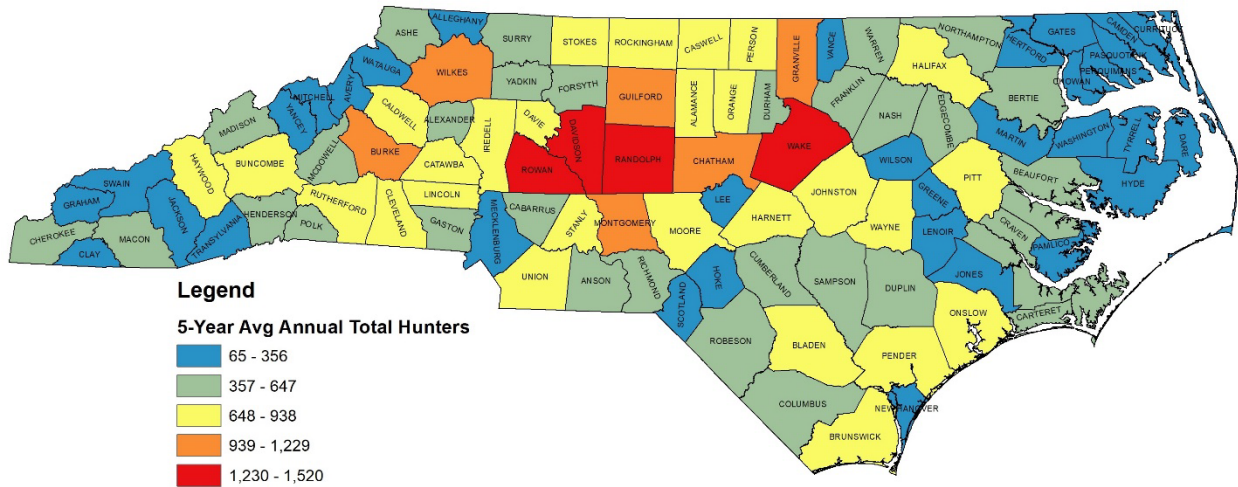 ALLEGHANY
ASHE
SURRY
STOKES
ROCKINGHAM
CASWELL
PERSON
GRANVILLE
VANCE
WARREN
NORTHAMPTON
HERTFORD
GATES
CAMDEN
CURRITUCK
PASQUOTANK
PERQUIMANS
CHOWAN
HALIFAX
BERTIE
WATAUGA
WILKES
YADKIN
FORSYTH
GUILFORD
ALAMANCE
ORANGE
DURHAM
FRANKLIN
NASH
EDGECOMBE
MARTIN
WASHINGTON
TYRRELL
DARE
MITCHELL
AVERY
YANCEY
MADISON
CALDWELL
ALEXANDER
IREDELL
DAVIE
DAVIDSON
RANDOLPH
CHATHAM
WAKE
WILSON
PITT
BEAUFORT
HYDE
HAYWOOD
BUNCOMBE
MCDOWELL
BURKE
CATAWBA
ROWAN
SWAIN
GRAHAM
JACKSON
TRANSYLVANIA
HENDERSON
POLK
RUTHERFORD
CLEVELAND
LINCOLN
GASTON
MECKLENBURG
CABARRUS
STANLY
MONTGOMERY
MOORE
LEE
HARNETT
JOHNSTON
WAYNE
GREENE
LENOIR
CRAVEN
PAMLICO
JONES
CHEROKEE
CLAY
MACON
UNION
ANSON
RICHMOND
SCOTLAND
HOKE
CUMBERLAND
SAMPSON
DUPLIN
ONSLOW
CARTERET
ROBESON
BLADEN
PENDER
COLUMBUS
NEW HANOVER
BRUNSWICK
Legend
5-Year Avg Annual Total Hunters
65 - 356
357 - 647
648 - 938
939 - 1,229
1,230 - 1,520